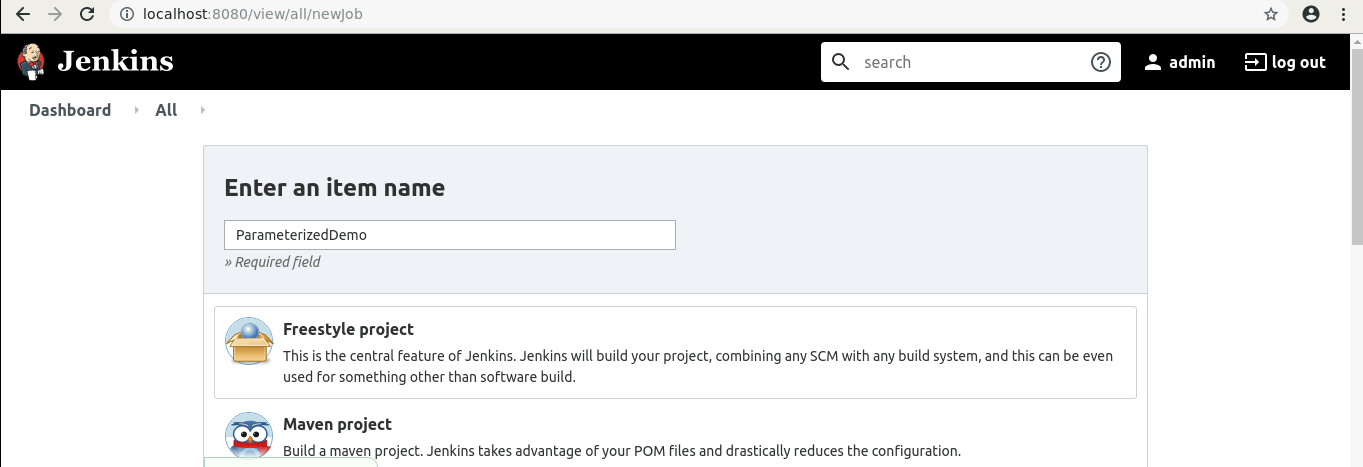 localhost:8080/view/all/newJob
Jenkins
search
admin
log out
Dashboard
All
Enter an item name
ParameterizedDemo
» Required field
Freestyle project
This is the central feature of Jenkins. Jenkins will build your project, combining any SCM with any build system, and this can be even
used for something other than software build.
Maven project
Build a maven project. Jenkins takes advantage of your POM files and drastically reduces the configuration.